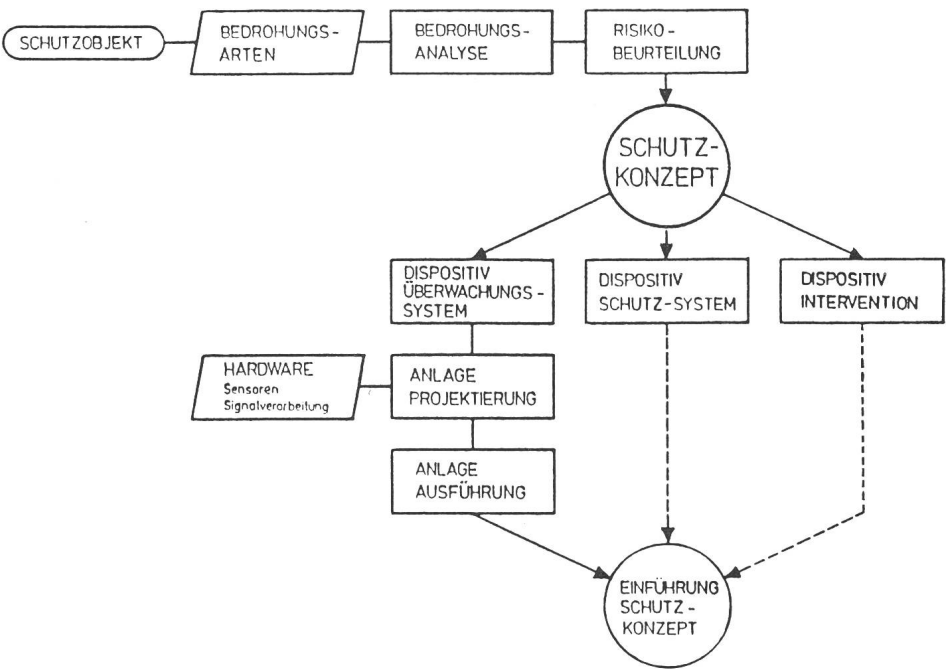 SCHUTZOBJEKT
BEDROHUNGS-
ARTEN
BEDROHUNGS-
ANALYSE
RISIKO-
BEURTEILUNG
SCHUTZ-
KONZEPT
DISPOSITIV
ÜBERWACHUNGS-
SYSTEM
DISPOSITIV
SCHUTZ-SYSTEM
DISPOSITIV
INTERVENTION
HARDWARE
Sensoren
Signalverarbeitung
ANLAGE
PROJEKTIERUNG
ANLAGE
AUSFÜHRUNG
EINFÜHRUNG
SCHUTZ-
KONZEPT